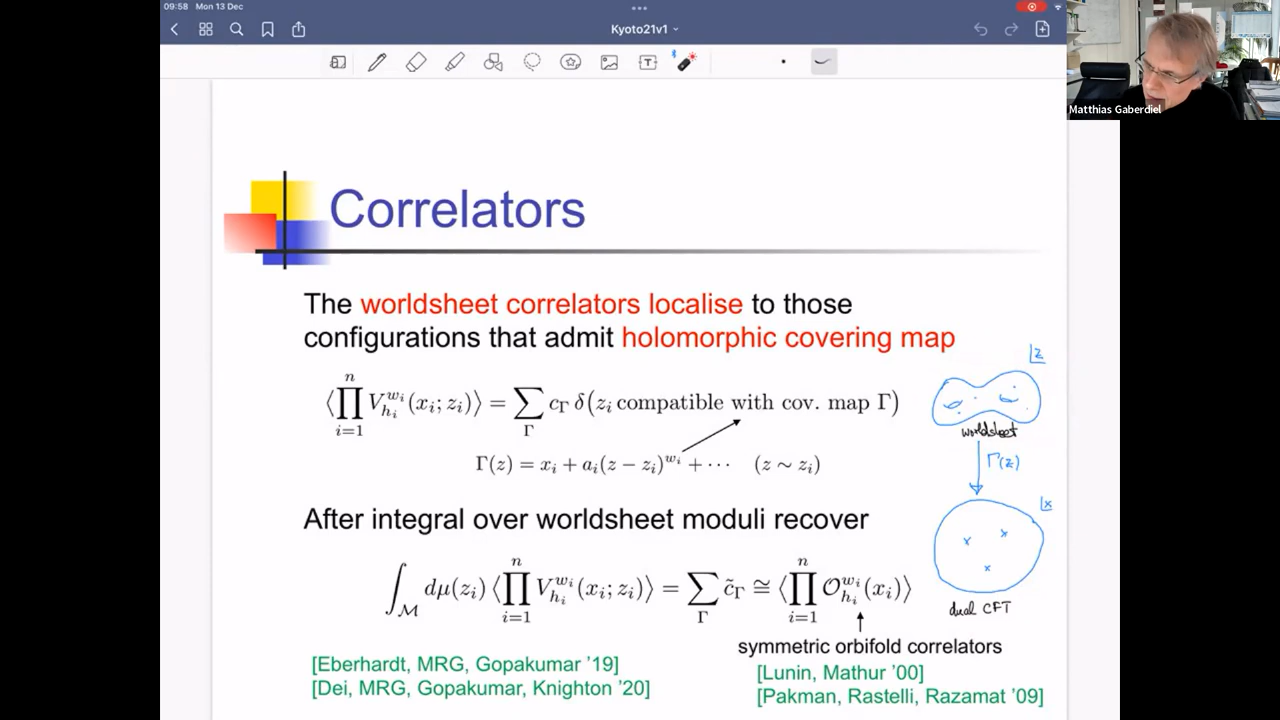 09:58 Mon 13 Dec
Kyoto21v1
Matthias Gaberdiel
Correlators
The worldsheet correlators localise to those
configurations that admit holomorphic covering map
⟨∏_{i=1}^{n} V_{h_i}^{w_i}(x_i; z_i)⟩ = ∑_Γ c_Γ δ(z_i compatible with cov. map Γ)
Γ(z) = x_i + a_i(z − z_i)^{w_i} + ··· (z ∼ z_i)
z
worldsheet
Γ(z)
x
dual CFT
After integral over worldsheet moduli recover
∫_M dμ(z_i) ⟨∏_{i=1}^{n} V_{h_i}^{w_i}(x_i; z_i)⟩ = ∑_Γ c̃_Γ ≅ ⟨∏_{i=1}^{n} O_{h_i}^{w_i}(x_i)⟩
symmetric orbifold correlators
[Eberhardt, MRG, Gopakumar '19]
[Dei, MRG, Gopakumar, Knighton '20]
[Lunin, Mathur '00]
[Pakman, Rastelli, Razamat '09]